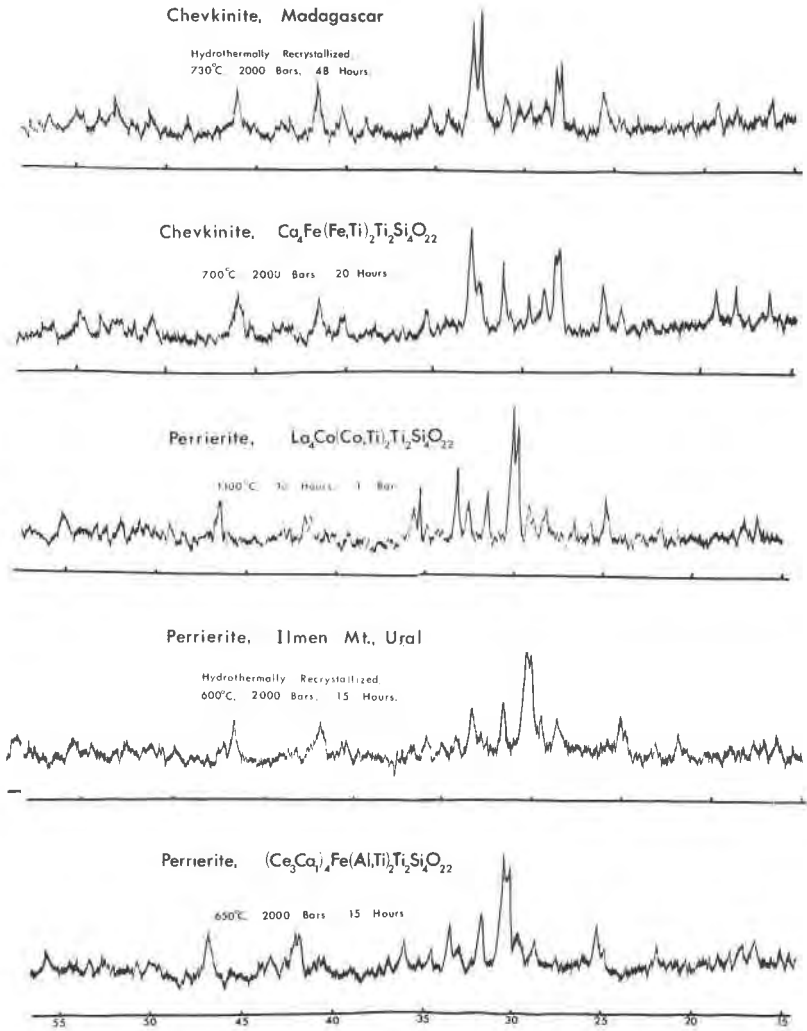 Chevkinite, Madagascar
Hydrothermally Recrystallized
730°C, 2000 Bars, 48 Hours
Chevkinite, Ca₄Fe(Fe,Ti)₂Ti₂Si₄O₂₂
700°C 2000 Bars 20 Hours
Perrierite, La₄Co(Co,Ti)₂Ti₂Si₄O₂₂
Hours, 1 Bar
Perrierite, Ilmen Mt., Ural
Hydrothermally Recrystallized
600°C, 2000 Bars, 15 Hours.
Perrierite, (Ce₃Ca₁)₄Fe(Al,Ti)₂Ti₂Si₄O₂₂
650°C, 2000 Bars 15 Hours
55 50 45 40 35 30 25 20 15